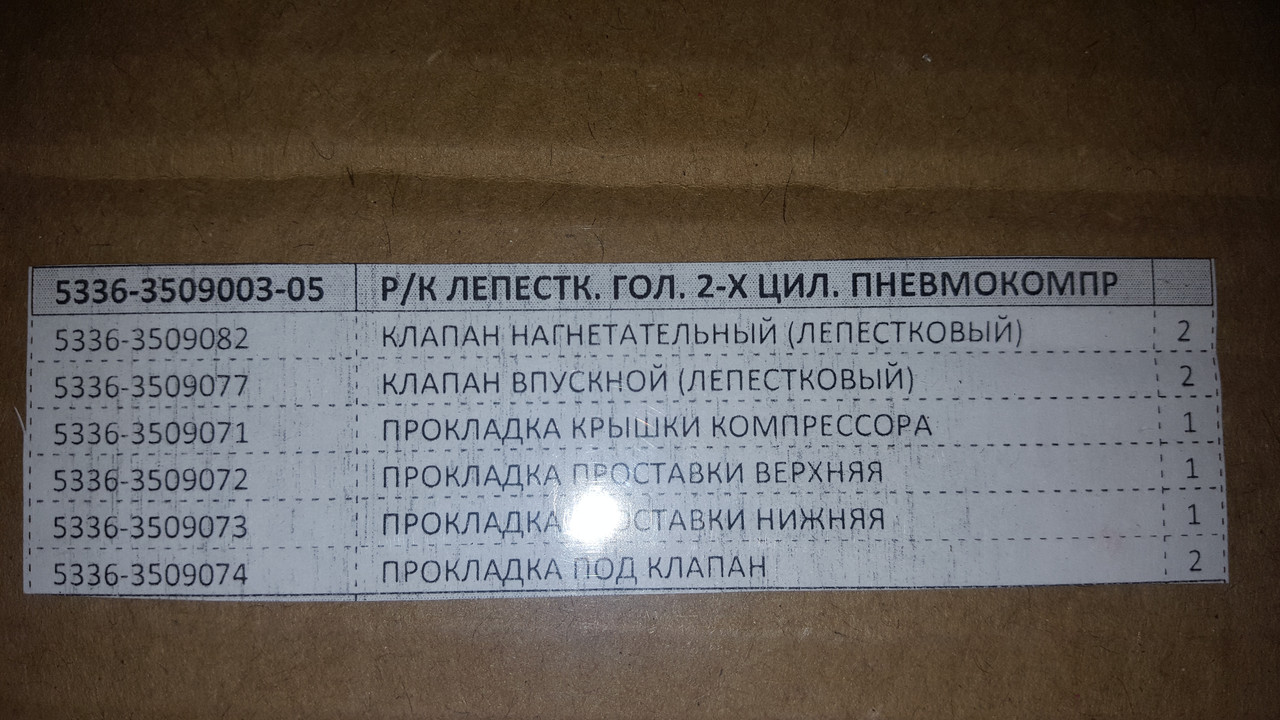 5336-3509003-05 Р/К ЛЕПЕСТК. ГОЛ. 2-Х ЦИЛ. ПНЕВМОКОМПР
5336-3509082 КЛАПАН НАГНЕТАТЕЛЬНЫЙ (ЛЕПЕСТКОВЫЙ) 2
5336-3509077 КЛАПАН ВПУСКНОЙ (ЛЕПЕСТКОВЫЙ) 2
5336-3509071 ПРОКЛАДКА КРЫШКИ КОМПРЕССОРА 1
5336-3509072 ПРОКЛАДКА ПРОСТАВКИ ВЕРХНЯЯ 1
5336-3509073 ПРОКЛАДКА ПРОСТАВКИ НИЖНЯЯ 1
5336-3509074 ПРОКЛАДКА ПОД КЛАПАН 2